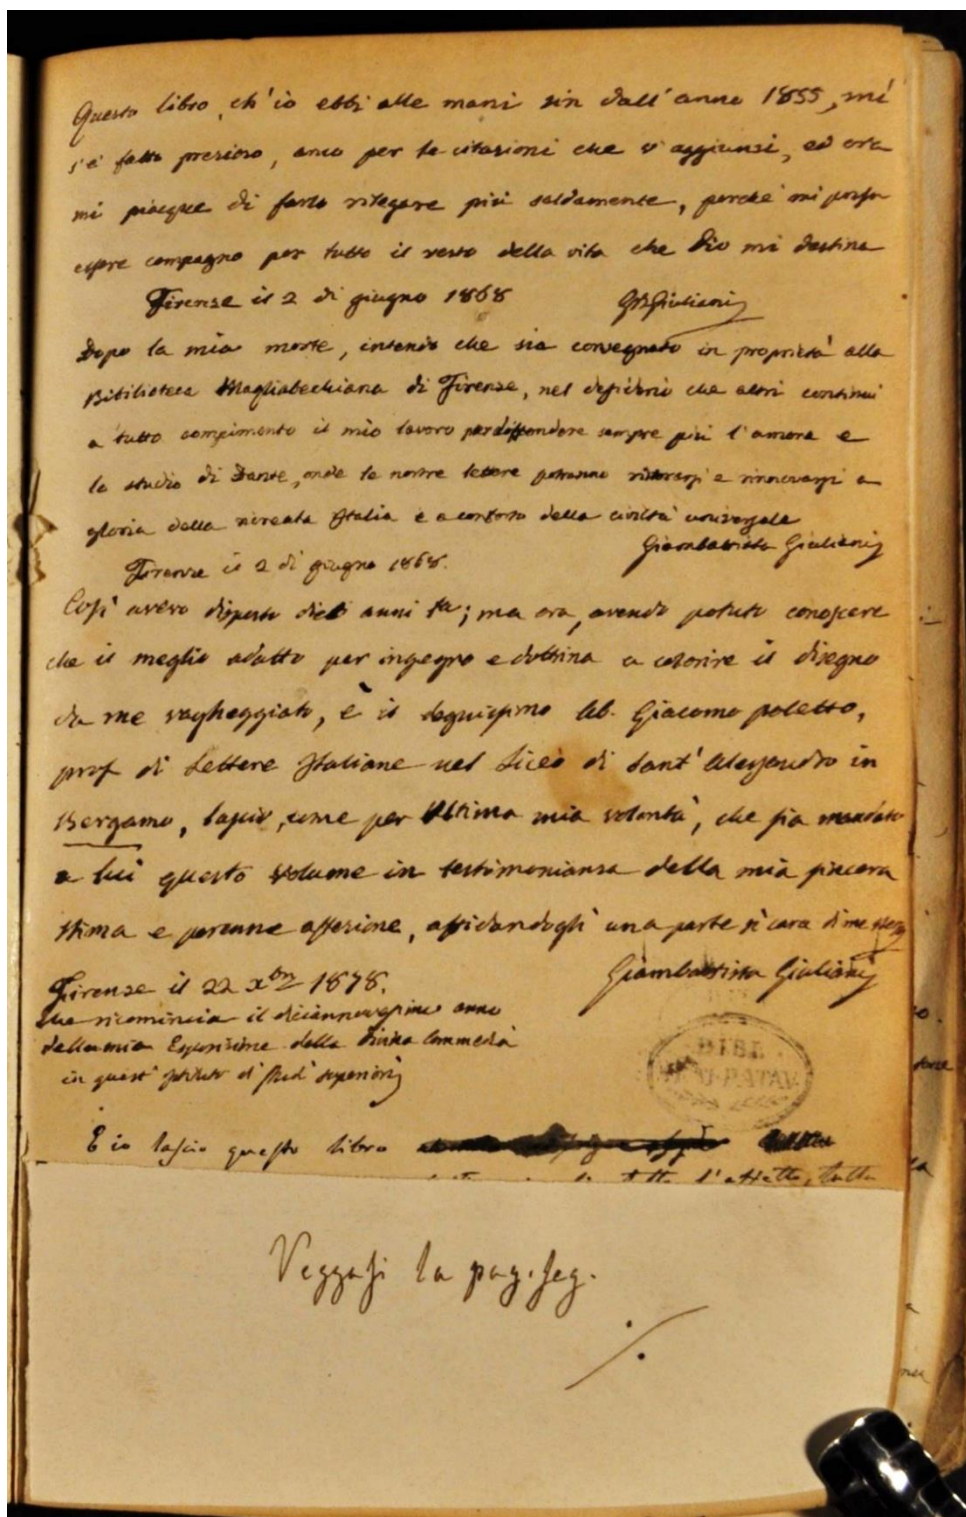 Questo libro, ch'io ebbi alle mani sin dall'anno 1855, mi
s'è fatto prezioso, anco per le citazioni che v'aggiunsi, ed ora
mi piacque di farlo rilegare più saldamente, perchè mi possa
essere compagno per tutto il resto della vita che Dio mi destina
Firenze il 2 di giugno 1868 GBGiuliani
Dopo la mia morte, intendo che sia consegnato in proprietà alla
Biblioteca Magliabechiana di Firenze, nel desiderio che altri continui
a tutto compimento il mio lavoro per diffondere sempre più l'amore e
lo studio di Dante, onde le nostre lettere potranno ristorarsi e rinnovarsi a
gloria della ricreata Italia e a conforto della civiltà universale
Giambattista Giuliani
Firenze il 2 di giugno 1868.
Così avevo disposto dieci anni fa; ma ora, avendo potuto conoscere
che il meglio adatto per ingegno e dottrina a colorire il disegno
da me vagheggiato, è il Ab. Giacomo Poletto,
prof di Lettere Italiane nel Liceo di Sant'Alessandro in
Bergamo, lascio, come per ultima mia volontà, che sia mandato
a lui questo volume in testimonianza della mia sincera
stima e perenne affezione, affidandogli una parte sì cara di me stesso
Giambattista Giuliani
Firenze il 22 Xbre 1878.
che ricomincia il diciannovesimo anno
della mia Esposizione della Divina Commedia
in quest'Istituto di Studi superiori
E io lascio questo libro
l'affetto, tutta
Veggasi la pag. seg.